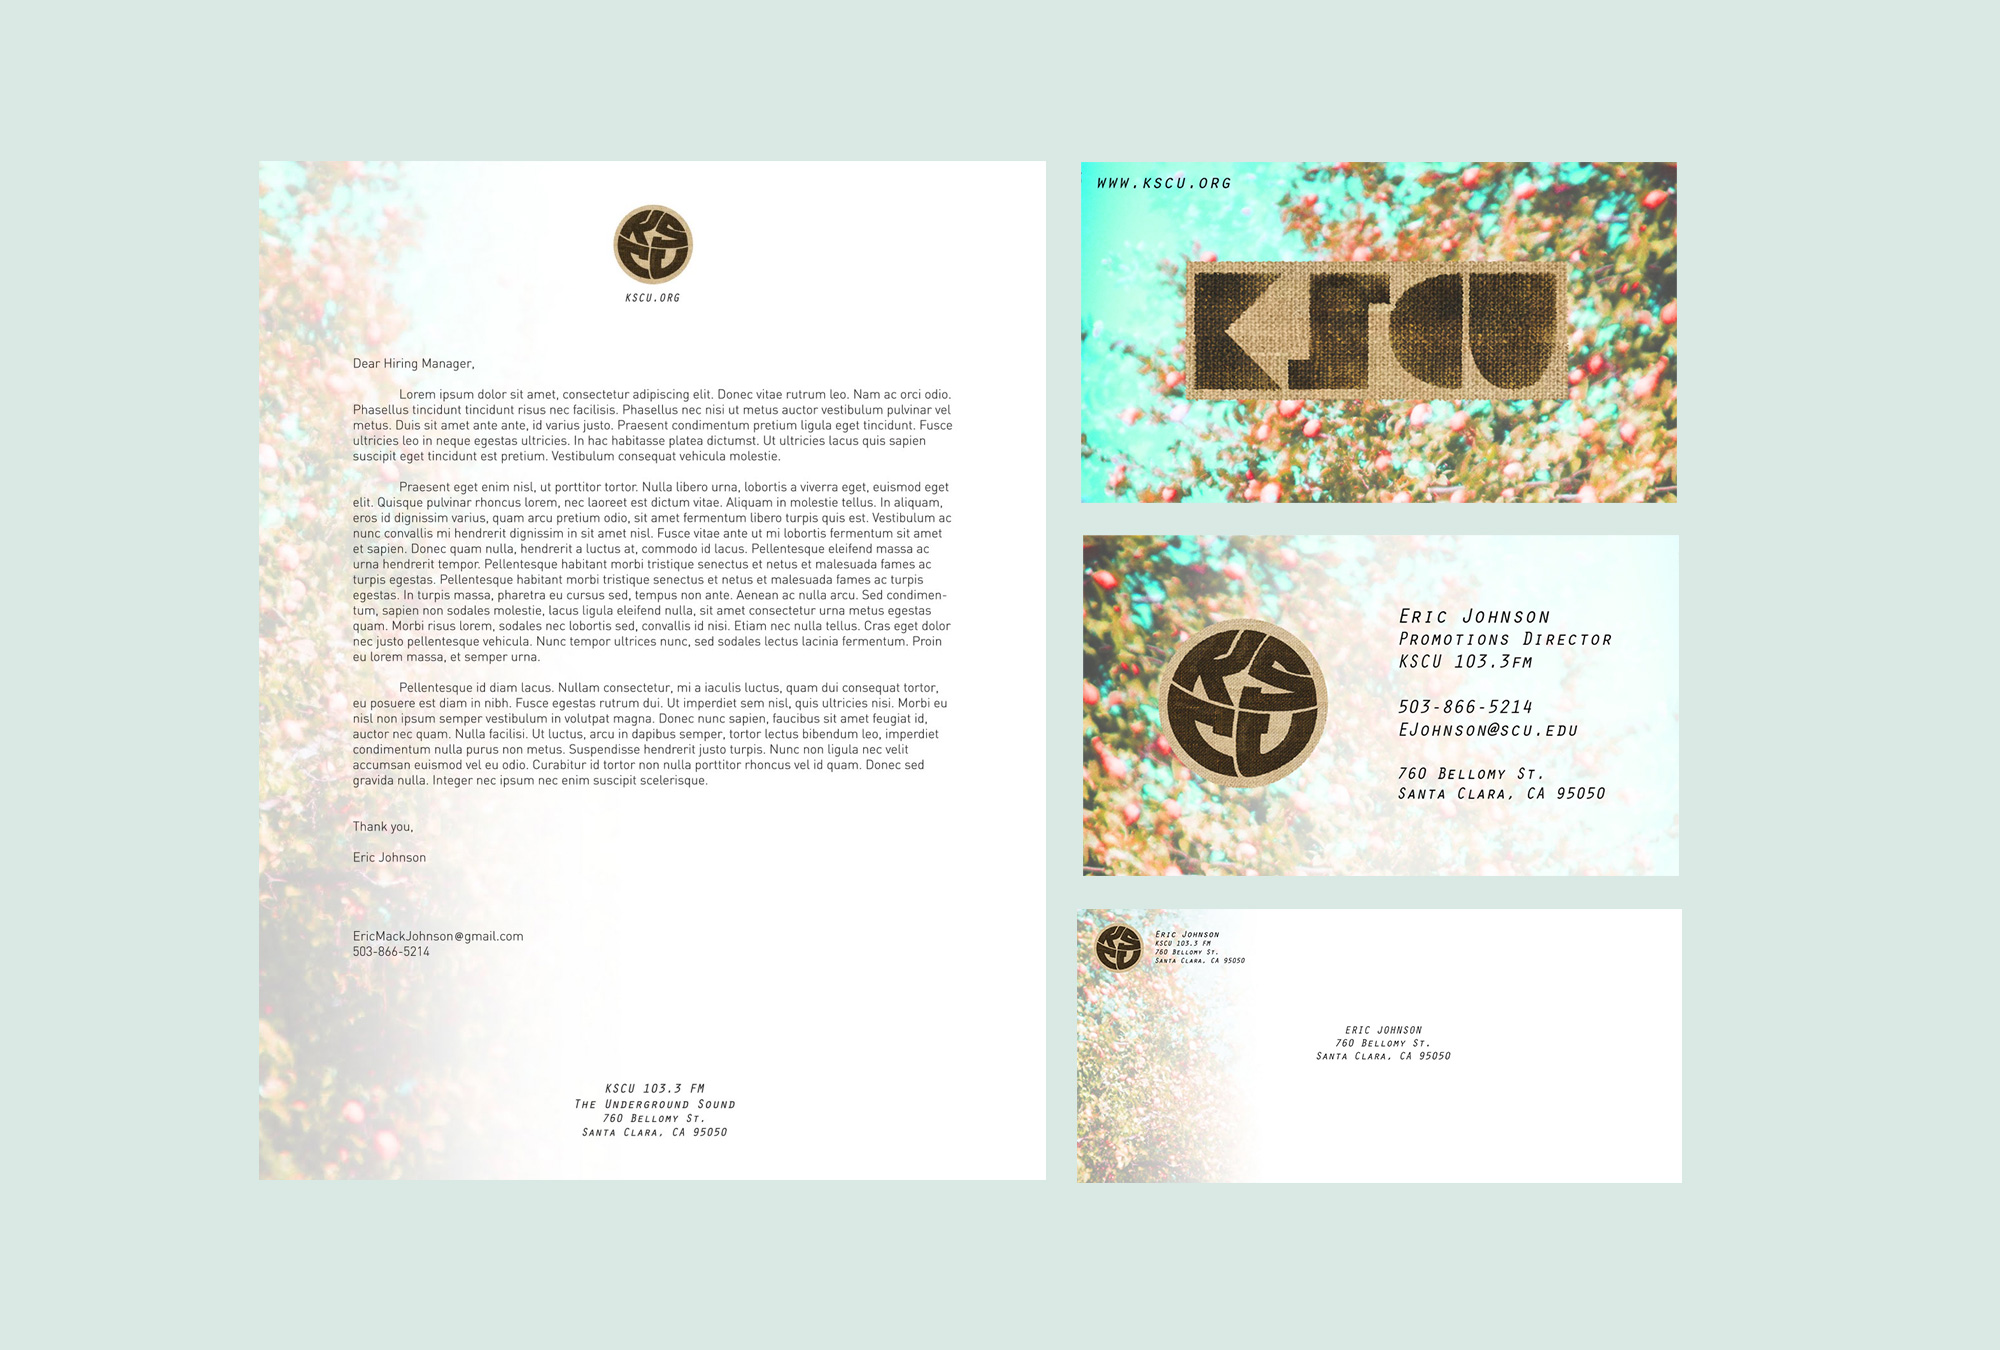 KSCU
KSCU.ORG
Dear Hiring Manager,
Lorem ipsum dolor sit amet, consectetur adipiscing elit. Donec vitae rutrum leo. Nam ac orci odio.
Phasellus tincidunt tincidunt risus nec facilisis. Phasellus nec nisi ut metus auctor vestibulum pulvinar vel
metus. Duis sit amet ante ante, id varius justo. Praesent condimentum pretium ligula eget tincidunt. Fusce
ultricies leo in neque egestas ultricies. In hac habitasse platea dictumst. Ut ultricies lacus quis sapien
suscipit eget tincidunt est pretium. Vestibulum consequat vehicula molestie.
Praesent eget enim nisl, ut porttitor tortor. Nulla libero urna, lobortis a viverra eget, euismod eget
elit. Quisque pulvinar rhoncus lorem, nec laoreet est dictum vitae. Aliquam in molestie tellus. In aliquam,
eros id dignissim varius, quam arcu pretium odio, sit amet fermentum libero turpis quis est. Vestibulum ac
nunc convallis mi hendrerit dignissim in sit amet nisl. Fusce vitae ante ut mi lobortis fermentum sit amet
et sapien. Donec quam nulla, hendrerit a luctus at, commodo id lacus. Pellentesque eleifend massa ac
urna hendrerit tempor. Pellentesque habitant morbi tristique senectus et netus et malesuada fames ac
turpis egestas. Pellentesque habitant morbi tristique senectus et netus et malesuada fames ac turpis
egestas. In turpis massa, pharetra eu cursus sed, tempus non ante. Aenean ac nulla arcu. Sed condimen-
tum, sapien non sodales molestie, lacus ligula eleifend nulla, sit amet consectetur urna metus egestas
quam. Morbi risus lorem, sodales nec lobortis sed, convallis id nisi. Etiam nec nulla tellus. Cras eget dolor
nec justo pellentesque vehicula. Nunc tempor ultrices nunc, sed sodales lectus lacinia fermentum. Proin
eu lorem massa, et semper urna.
Pellentesque id diam lacus. Nullam consectetur, mi a iaculis luctus, quam dui consequat tortor,
eu posuere est diam in nibh. Fusce egestas rutrum dui. Ut imperdiet sem nisl, quis ultricies nisi. Morbi eu
nisl non ipsum semper vestibulum in volutpat magna. Donec nunc sapien, faucibus sit amet feugiat id,
auctor nec quam. Nulla facilisi. Ut luctus, arcu in dapibus semper, tortor lectus bibendum leo, imperdiet
condimentum nulla purus non metus. Suspendisse hendrerit justo turpis. Nunc non ligula nec velit
accumsan euismod vel eu odio. Curabitur id tortor non nulla porttitor rhoncus vel id quam. Donec sed
gravida nulla. Integer nec ipsum nec enim suscipit scelerisque.
Thank you,
Eric Johnson
EricMackJohnson@gmail.com
503-866-5214
KSCU 103.3 FM
The Underground Sound
760 Bellomy St.
Santa Clara, CA 95050
WWW.KSCU.ORG
KSCU
KSCU
Eric Johnson
Promotions Director
KSCU 103.3FM
503-866-5214
EJohnson@scu.edu
760 Bellomy St.
Santa Clara, CA 95050
KSCU
Eric Johnson
KSCU 103.3 FM
760 Bellomy St.
Santa Clara, CA 95050
ERIC JOHNSON
760 Bellomy St.
Santa Clara, CA 95050